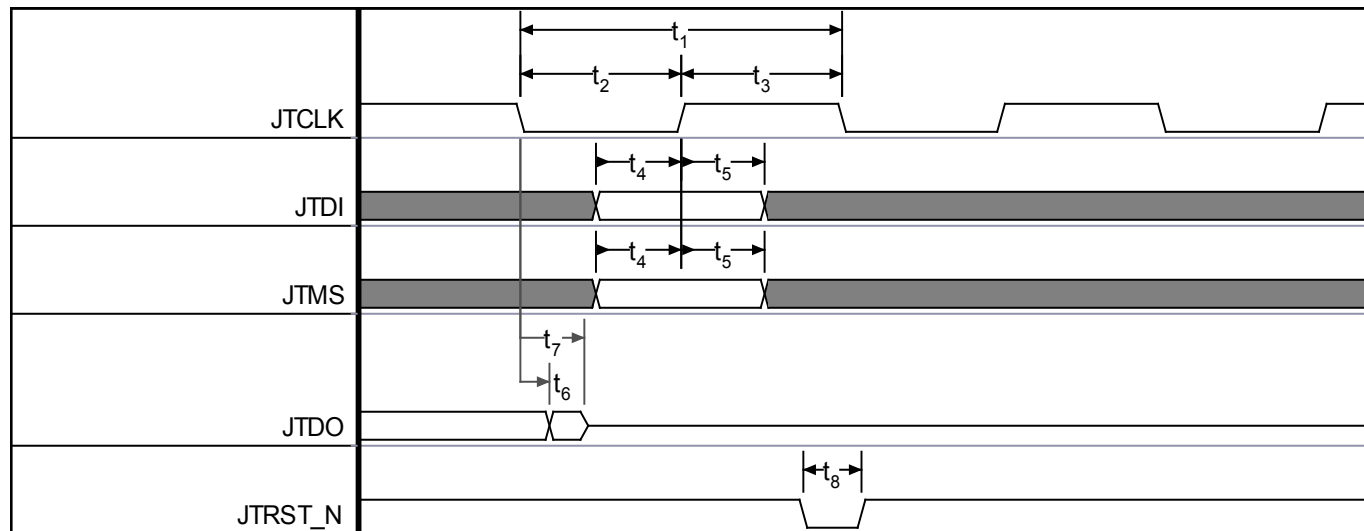 t1
t2 t3
JTCLK
t4 t5
JTDI
t4 t5
JTMS
t7
t6
JTDO
t8
JTRST_N